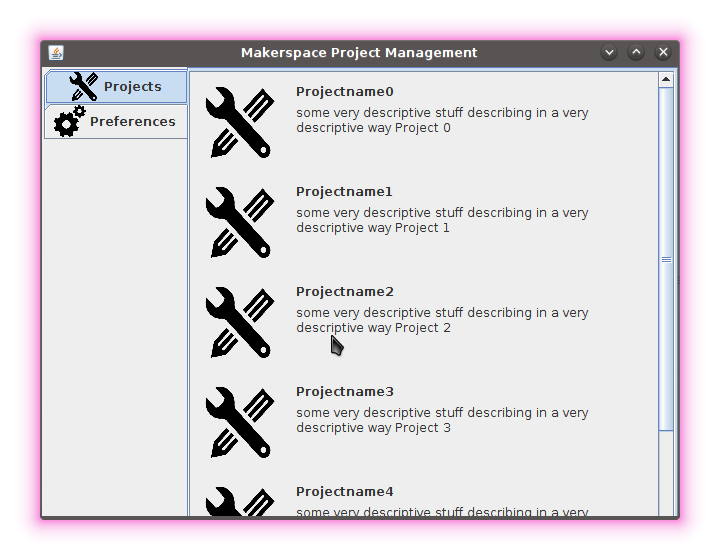 Makerspace Project Management
Projects
Preferences
Projectname0
some very descriptive stuff describing in a very
descriptive way Project 0
Projectname1
some very descriptive stuff describing in a very
descriptive way Project 1
Projectname2
some very descriptive stuff describing in a very
descriptive way Project 2
Projectname3
some very descriptive stuff describing in a very
descriptive way Project 3
Projectname4
some very descriptive stuff describing in a very